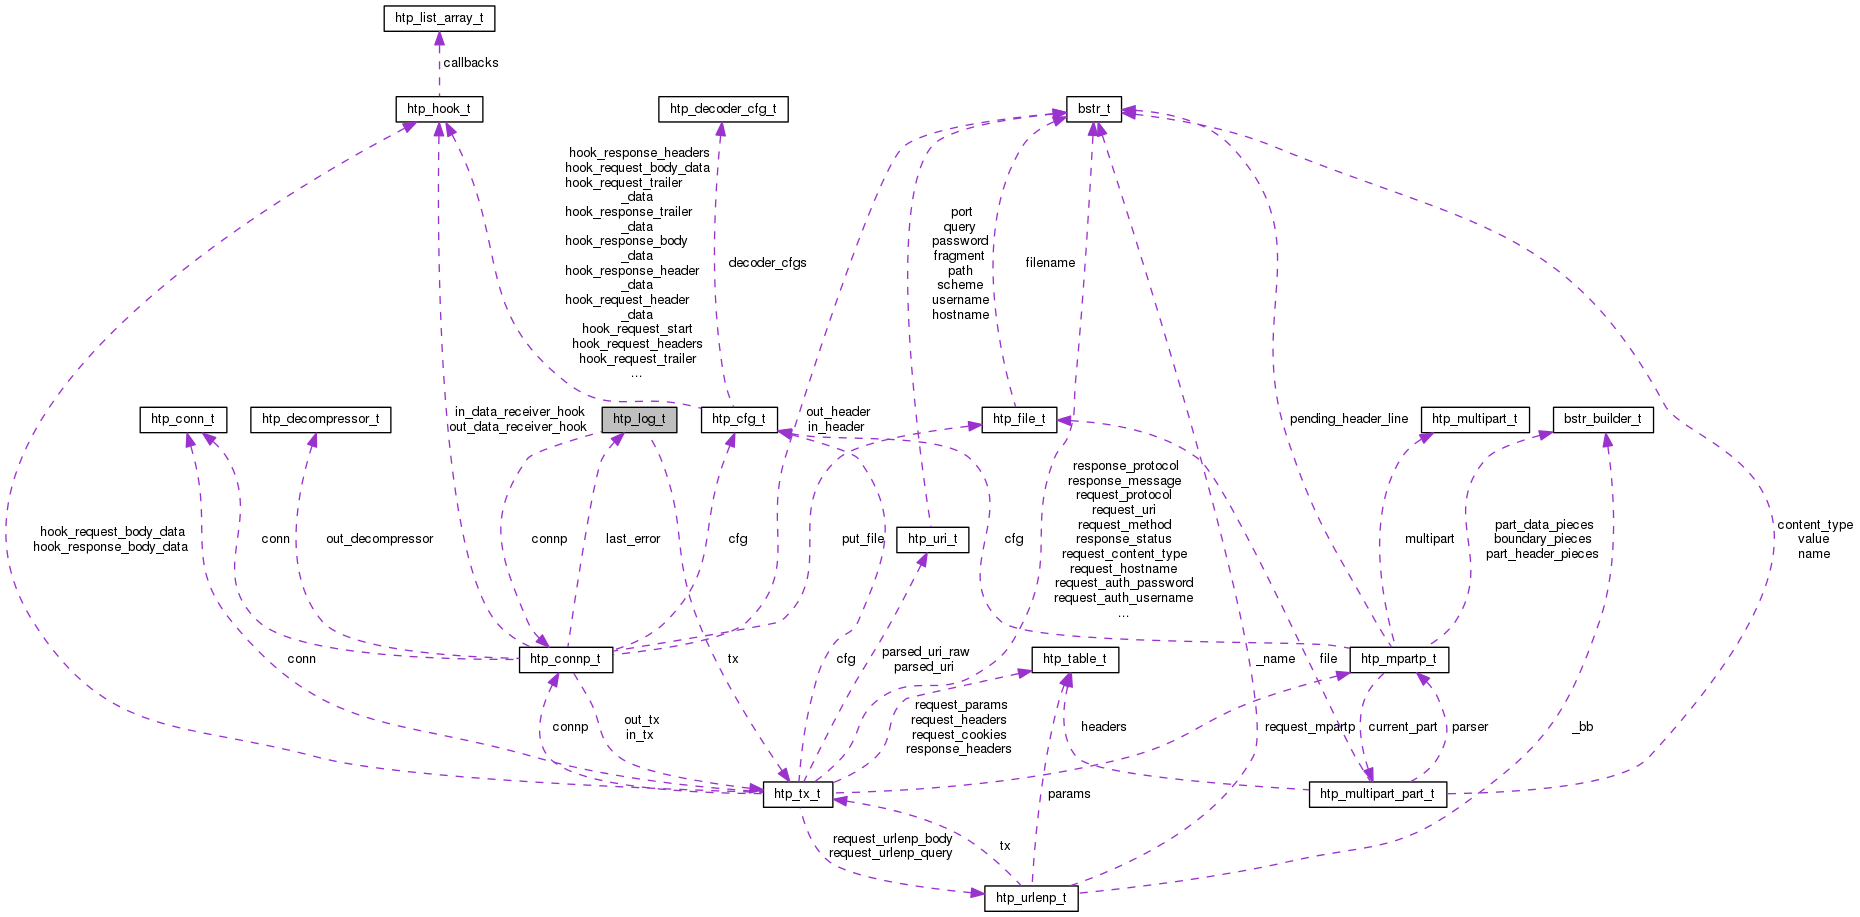 htp_list_array_t
callbacks
htp_hook_t
htp_decoder_cfg_t
bstr_t
hook_response_headers
hook_request_body_data
hook_request_trailer
_data
hook_response_trailer
_data
hook_response_body
_data
hook_response_header
_data
hook_request_header
_data
hook_request_start
hook_request_headers
hook_request_trailer
...
decoder_cfgs
port
query
password
fragment
path
scheme
username
hostname
filename
htp_conn_t
htp_decompressor_t
in_data_receiver_hook
out_data_receiver_hook
htp_log_t
htp_cfg_t
out_header
in_header
htp_file_t
pending_header_line
htp_multipart_t
bstr_builder_t
hook_request_body_data
hook_response_body_data
conn
out_decompressor
connp
last_error
cfg
put_file
htp_uri_t
cfg
response_protocol
response_message
request_protocol
request_uri
request_method
response_status
request_content_type
request_hostname
request_auth_password
request_auth_username
...
multipart
part_data_pieces
boundary_pieces
part_header_pieces
content_type
value
name
conn
htp_connp_t
tx
cfg
parsed_uri_raw
parsed_uri
htp_table_t
_name
file
htp_mpartp_t
connp
out_tx
in_tx
request_params
request_headers
request_cookies
response_headers
headers
request_mpartp
current_part
parser
_bb
htp_tx_t
params
htp_multipart_part_t
request_urlenp_body
request_urlenp_query
tx
htp_urlenp_t